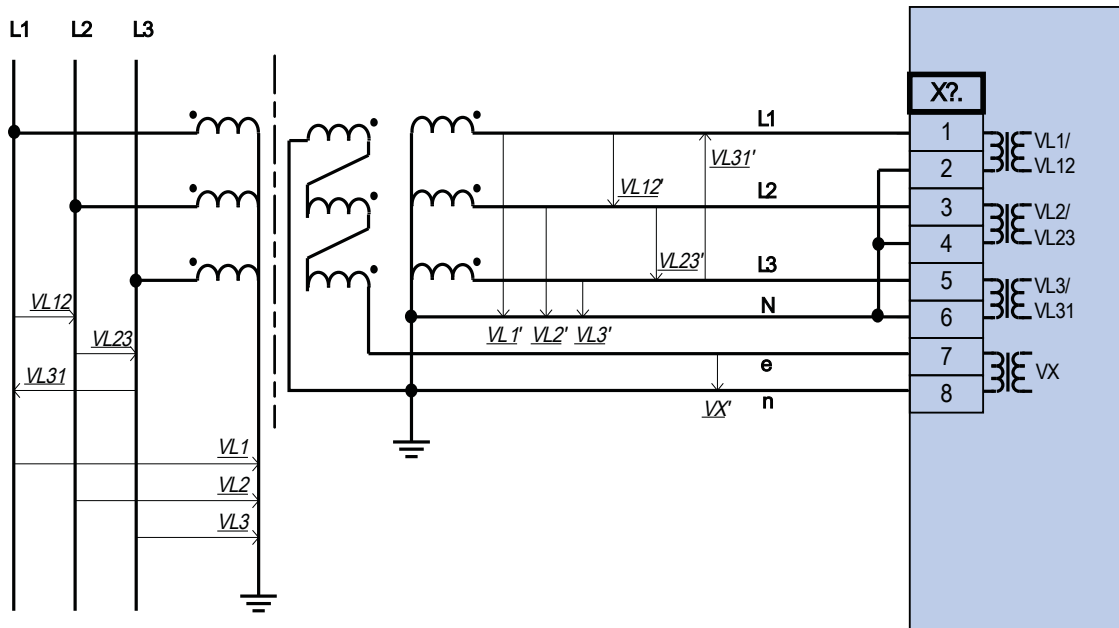 L1 L2 L3
X?.
L1
1
VL1/
VL12
2
VL31'
VL12'
L2
3
VL2/
VL23
4
VL23'
L3
5
VL3/
VL31
VL12
N
6
VL1' VL2' VL3'
VL23
7
e
VX
VL31
8
n
VX'
VL1
VL2
VL3